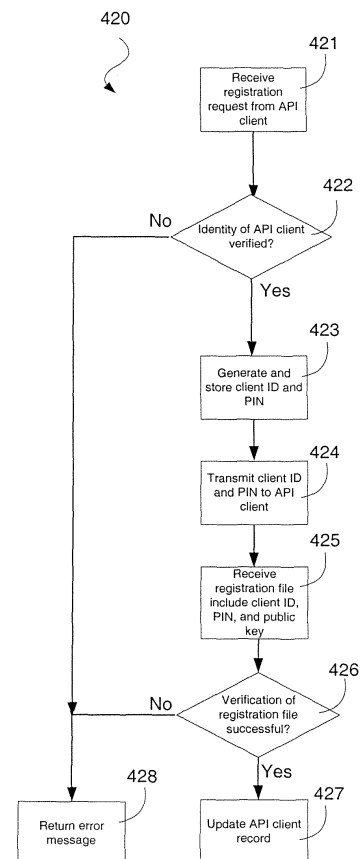 420
421
Receive
registration
request from API
client
422
No
Identity of API client
verified?
Yes
423
Generate and
store client ID and
PIN
424
Transmit client ID
and PIN to API
client
425
Receive
registration file
include client ID,
PIN, and public
key
426
No
Verification of
registration file
successful?
Yes
428
427
Return error
message
Update API client
record